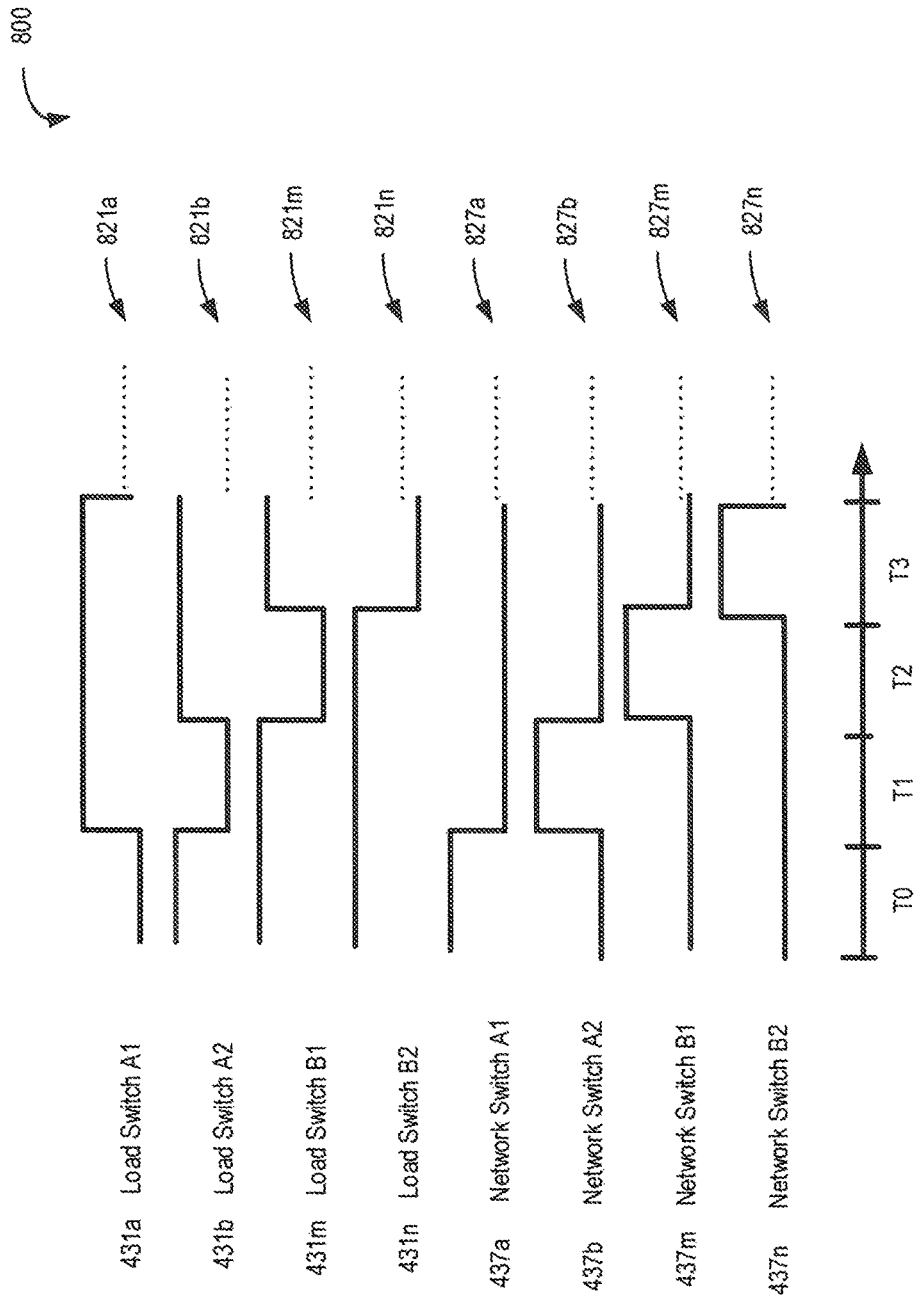 800
431a Load Switch A1 821a
431b Load Switch A2 821b
431m Load Switch B1 821m
431n Load Switch B2 821n
437a Network Switch A1 827a
437b Network Switch A2 827b
437m Network Switch B1 827m
437n Network Switch B2 827n
T0 T1 T2 T3